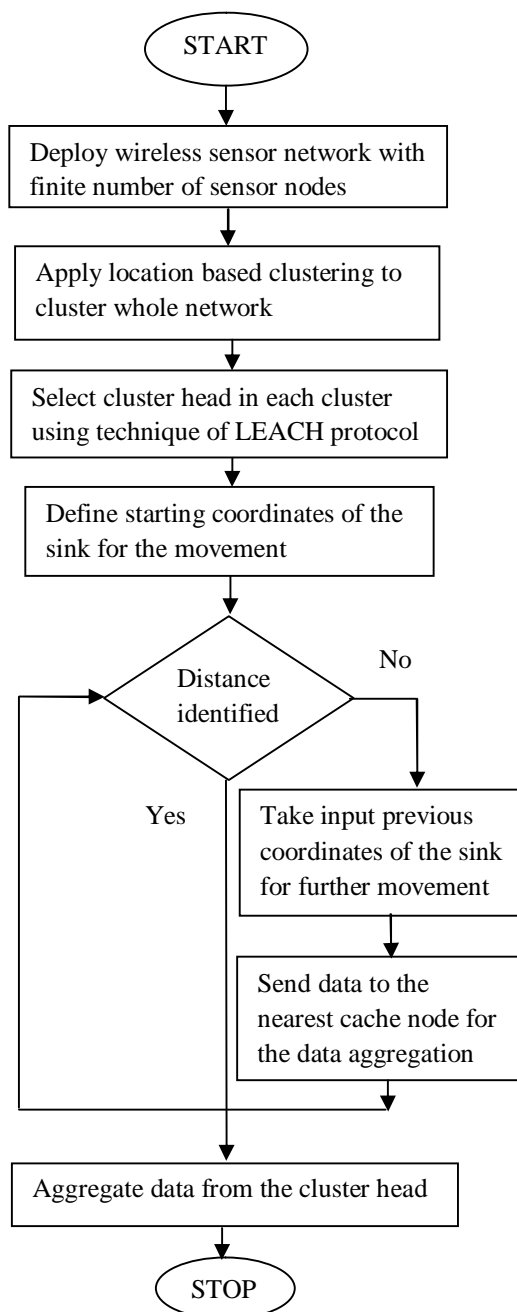 START
Deploy wireless sensor network with
finite number of sensor nodes
Apply location based clustering to
cluster whole network
Select cluster head in each cluster
using technique of LEACH protocol
Define starting coordinates of the
sink for the movement
Distance
identified
No
Yes
Take input previous
coordinates of the sink
for further movement
Send data to the
nearest cache node for
the data aggregation
Aggregate data from the cluster head
STOP